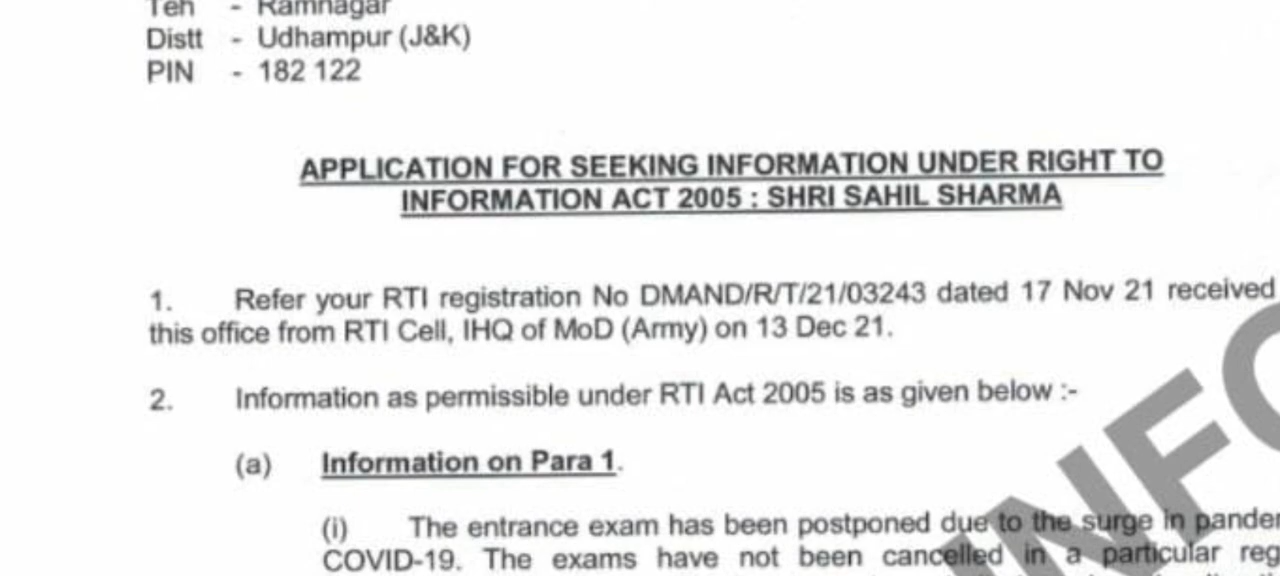 Teh - Ramnagar
Distt - Udhampur (J&K)
PIN - 182 122
APPLICATION FOR SEEKING INFORMATION UNDER RIGHT TO
INFORMATION ACT 2005 : SHRI SAHIL SHARMA
1. Refer your RTI registration No DMAND/R/T/21/03243 dated 17 Nov 21 received
this office from RTI Cell, IHQ of MoD (Army) on 13 Dec 21.
2. Information as permissible under RTI Act 2005 is as given below :-
(a) Information on Para 1.
(i) The entrance exam has been postponed due to the surge in
COVID-19. The exams have not been cancelled in a particular
INFO